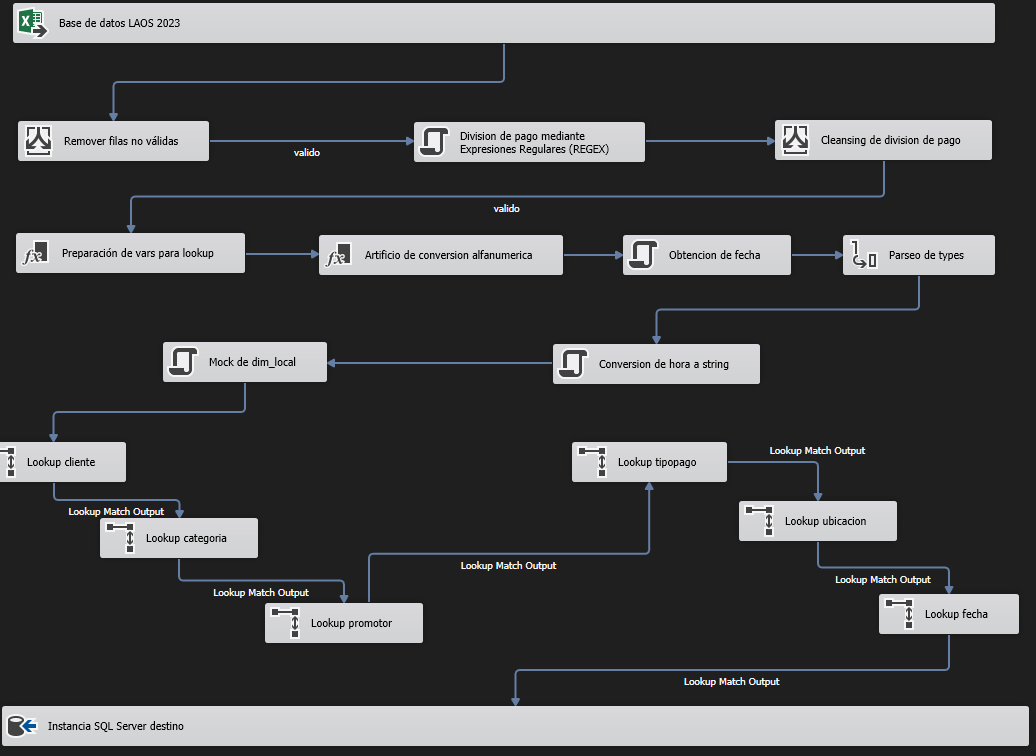 Base de datos LAOS 2023
Remover filas no válidas
valido
Division de pago mediante
Expresiones Regulares (REGEX)
Cleansing de division de pago
valido
Preparación de vars para lookup
Artificio de conversion alfanumerica
Obtencion de fecha
Parseo de types
Conversion de hora a string
Mock de dim_local
Lookup cliente
Lookup Match Output
Lookup categoria
Lookup Match Output
Lookup promotor
Lookup Match Output
Lookup tipopago
Lookup Match Output
Lookup ubicacion
Lookup Match Output
Lookup fecha
Lookup Match Output
Instancia SQL Server destino